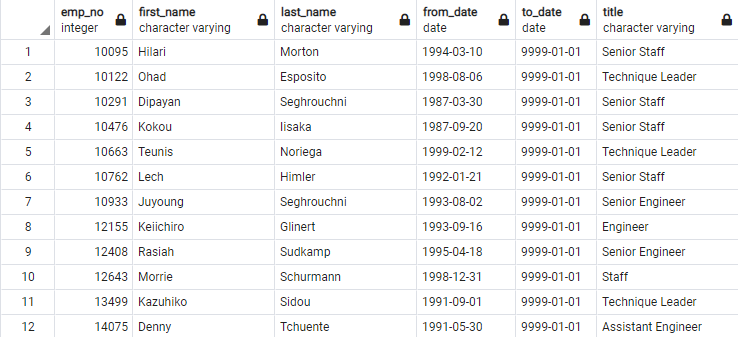 emp_no first_name last_name from_date to_date title
integer character varying character varying date date character varying
1 10095 Hilari Morton 1994-03-10 9999-01-01 Senior Staff
2 10122 Ohad Esposito 1998-08-06 9999-01-01 Technique Leader
3 10291 Dipayan Seghrouchni 1987-03-30 9999-01-01 Senior Staff
4 10476 Kokou Iisaka 1987-09-20 9999-01-01 Senior Staff
5 10663 Teunis Noriega 1999-02-12 9999-01-01 Technique Leader
6 10762 Lech Himler 1992-01-21 9999-01-01 Senior Staff
7 10933 Juyoung Seghrouchni 1993-08-02 9999-01-01 Senior Engineer
8 12155 Keiichiro Glinert 1993-09-16 9999-01-01 Engineer
9 12408 Rasiah Sudkamp 1995-04-18 9999-01-01 Senior Engineer
10 12643 Morrie Schurmann 1998-12-31 9999-01-01 Staff
11 13499 Kazuhiko Sidou 1991-09-01 9999-01-01 Technique Leader
12 14075 Denny Tchuente 1991-05-30 9999-01-01 Assistant Engineer